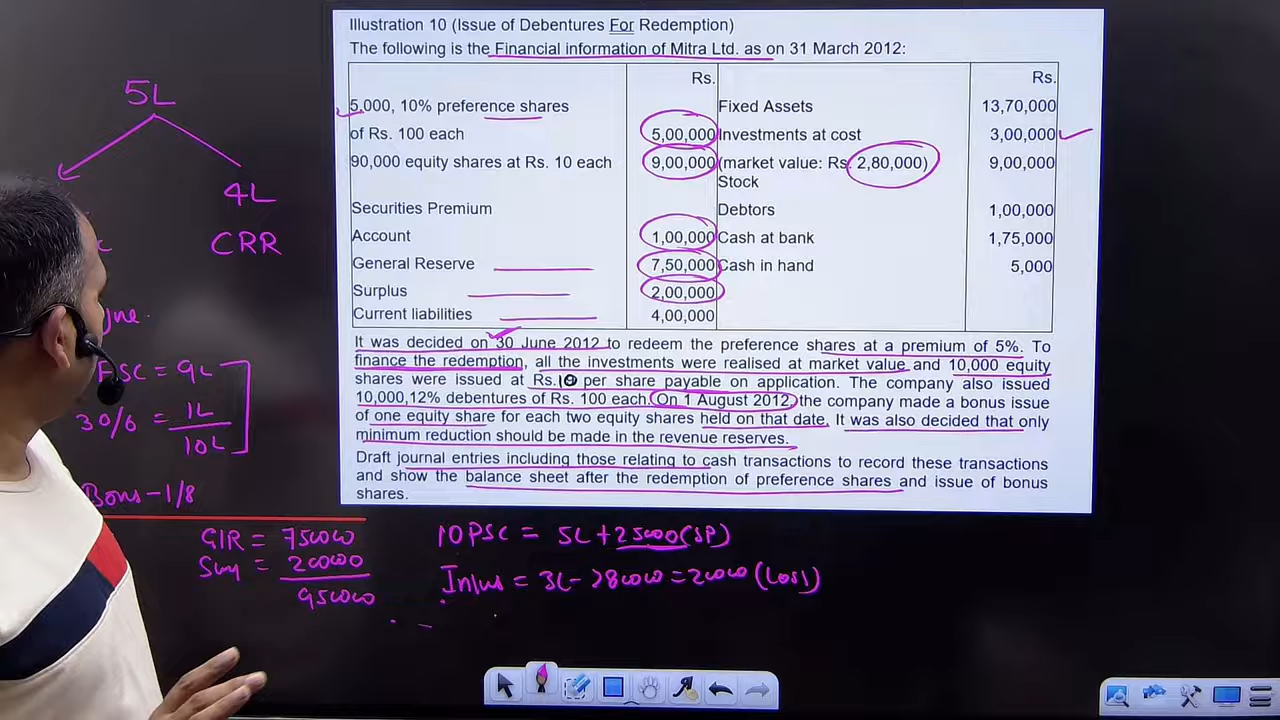 Illustration 10 (Issue of Debentures For Redemption)
The following is the Financial information of Mitra Ltd. as on 31 March 2012:
Rs. Rs.
5,000, 10% preference shares Fixed Assets 13,70,000
of Rs. 100 each 5,00,000 Investments at cost 3,00,000
90,000 equity shares at Rs. 10 each 9,00,000 (market value: Rs. 2,80,000) 9,00,000
Stock
Securities Premium Debtors 1,00,000
Account 1,00,000 Cash at bank 1,75,000
General Reserve 7,50,000 Cash in hand 5,000
Surplus 2,00,000
Current liabilities 4,00,000
It was decided on 30 June 2012 to redeem the preference shares at a premium of 5%. To
finance the redemption, all the investments were realised at market value and 10,000 equity
shares were issued at Rs.10 per share payable on application. The company also issued
10,000,12% debentures of Rs. 100 each. On 1 August 2012, the company made a bonus issue
of one equity share for each two equity shares held on that date. It was also decided that only
minimum reduction should be made in the revenue reserves.
Draft journal entries including those relating to cash transactions to record these transactions
and show the balance sheet after the redemption of preference shares and issue of bonus
shares.
5L
4L
CRR
SC = 9L
30/6 = 1L
10L
Bons - 1/8
GIR = 750000
= 200000
950000
10 PSC = 5L + 25000 (SP)
= 3L - 280000 = 20000 (Loss)